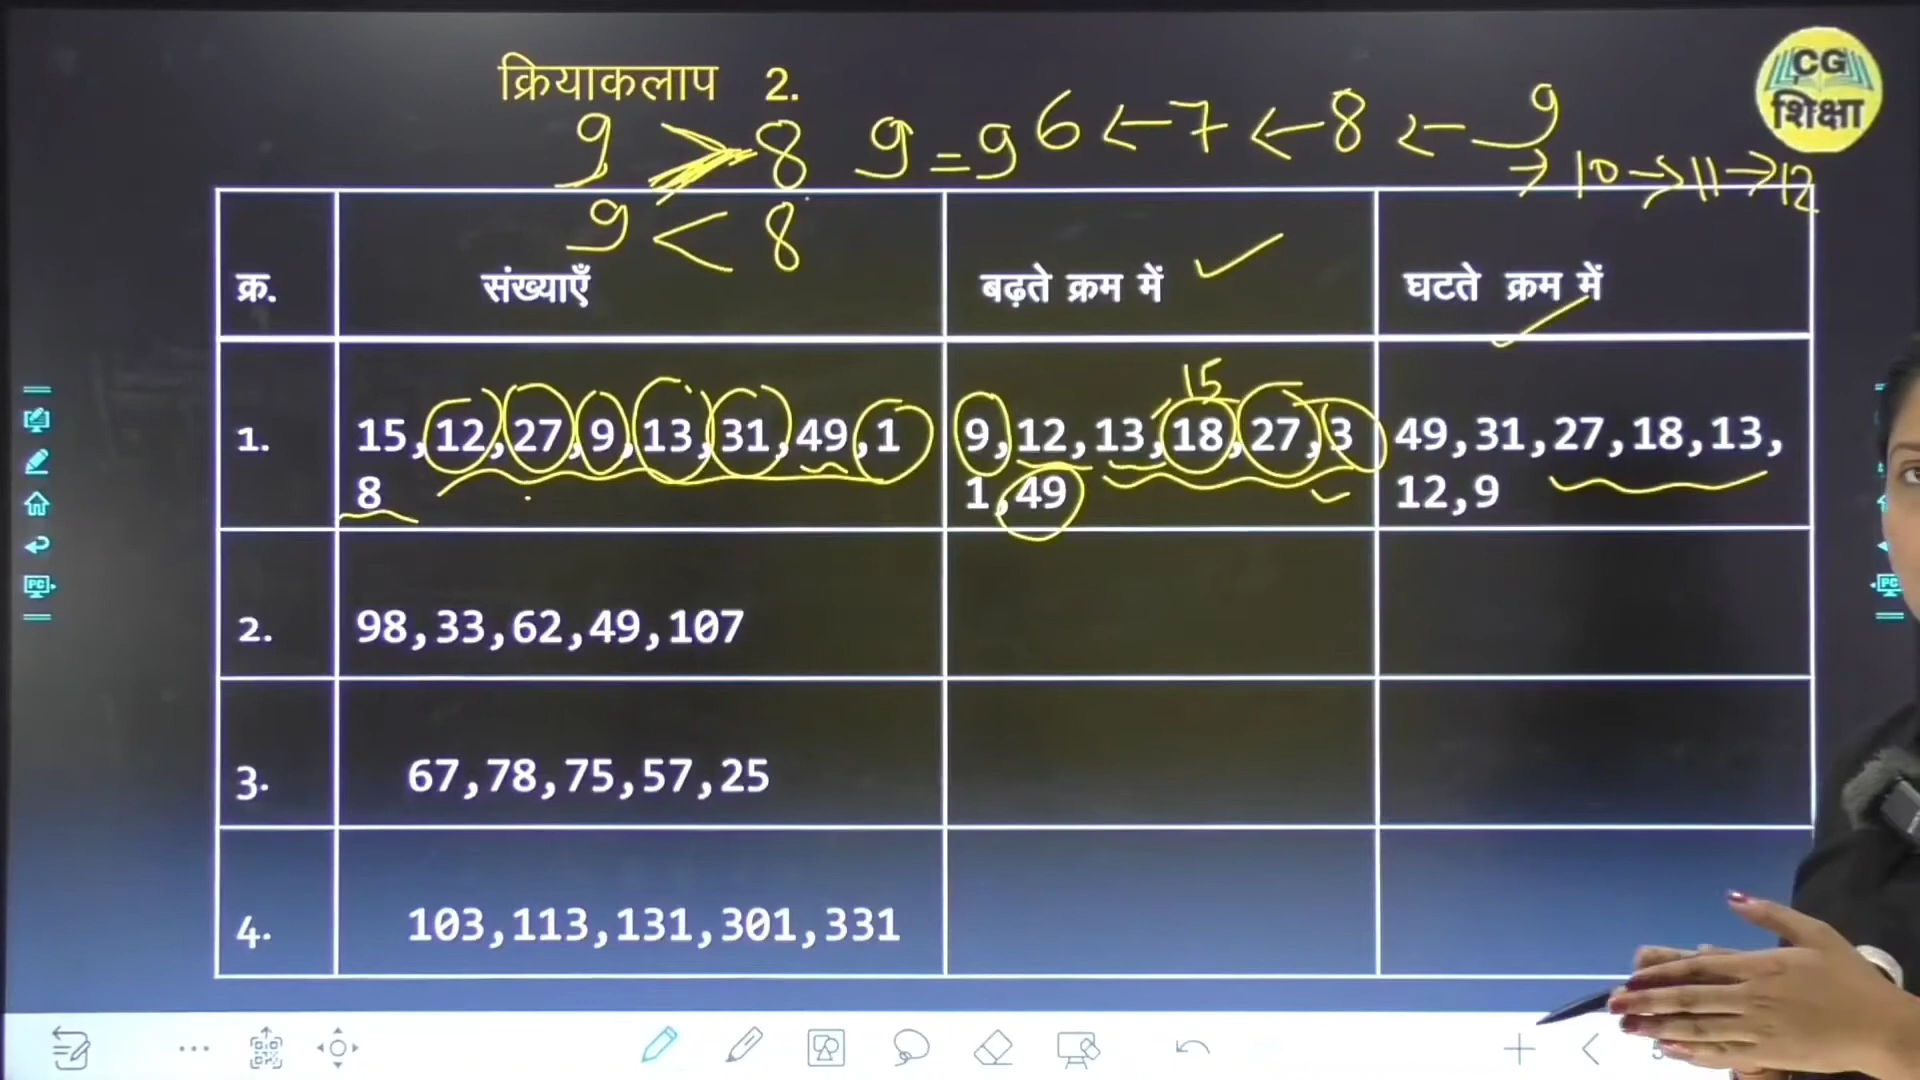 क्रियाकलाप 2.
CG
शिक्षा
9 > 8 9 = 9 6 ← 7 ← 8 ← 9
→ 10 → 11 → 12
9 < 8
क्र. संख्याएँ बढ़ते क्रम में घटते क्रम में
15
1. 15,12,27,9,13,31,49,1 9,12,13,18,27,3 49,31,27,18,13,
8 1,49 12,9
2. 98,33,62,49,107
3. 67,78,75,57,25
4. 103,113,131,301,331
PC
PC
5